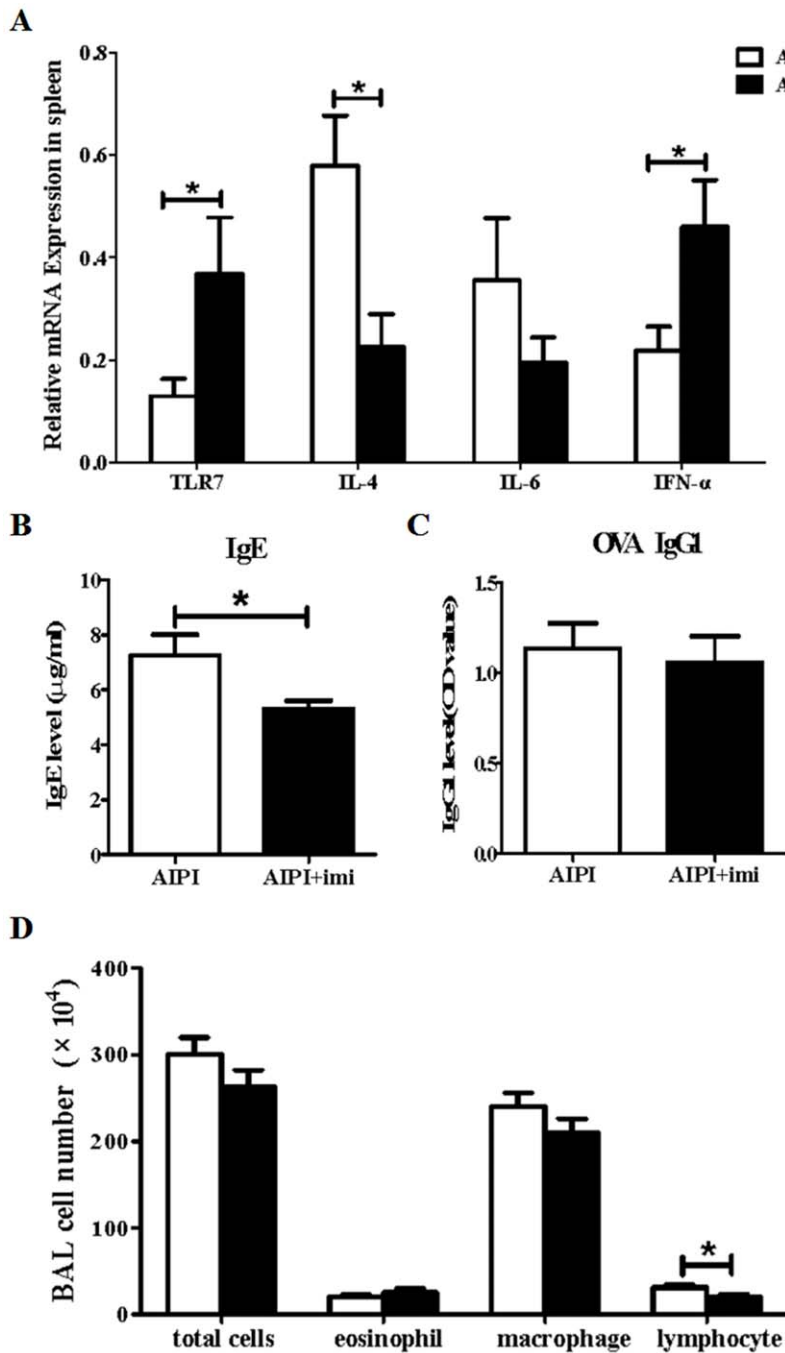 A
Relative mRNA Expression in spleen
0.8
0.6
0.4
0.2
0.0
A
A
*
*
*
TLR7
IL-4
IL-6
IFN-α
B
IgE
IgE level (μg/ml)
10
8
6
4
2
0
*
AIPI
AIPI+imi
C
OVA IgG1
IgG1 level(OD value)
1.5
1.0
0.5
0.0
AIPI
AIPI+imi
D
BAL cell number (× 10⁴)
400
300
200
100
0
*
total cells
eosinophil
macrophage
lymphocyte